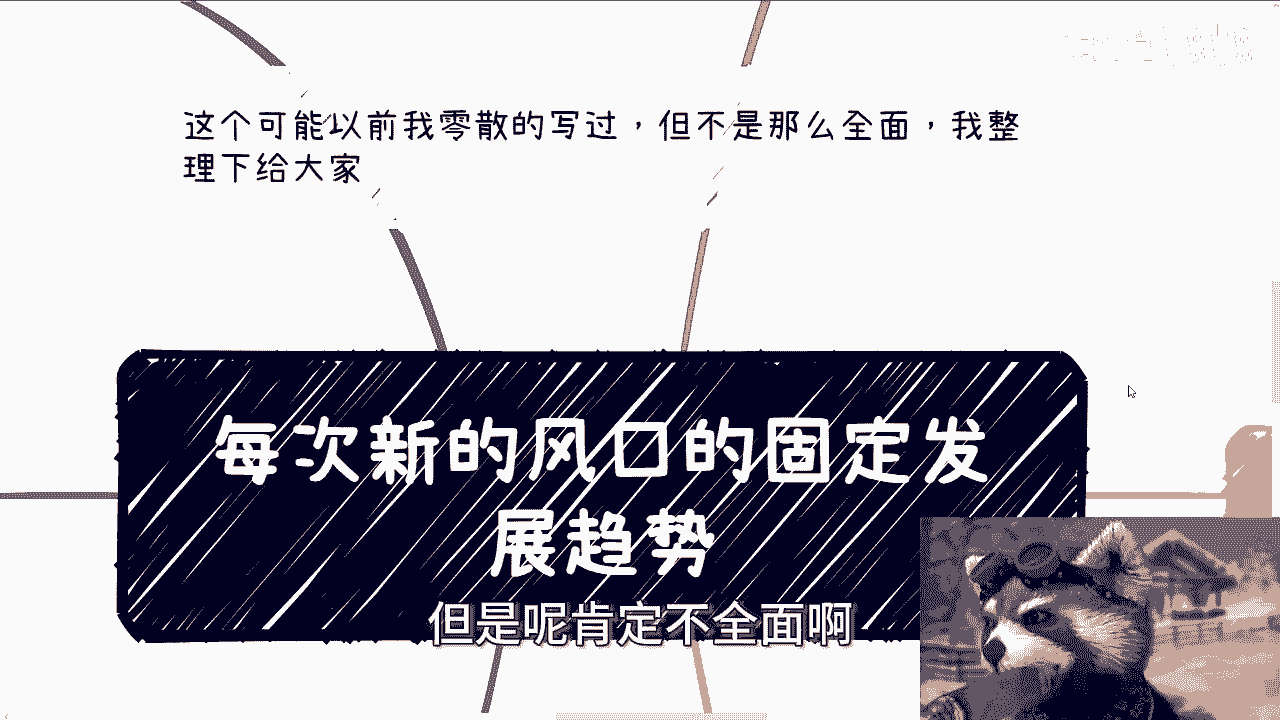 这个可能以前我零散的写过，但不是那么全面，我整
理下给大家
每次新的风口的固定发
展趋势
但是呢肯定不全面啊